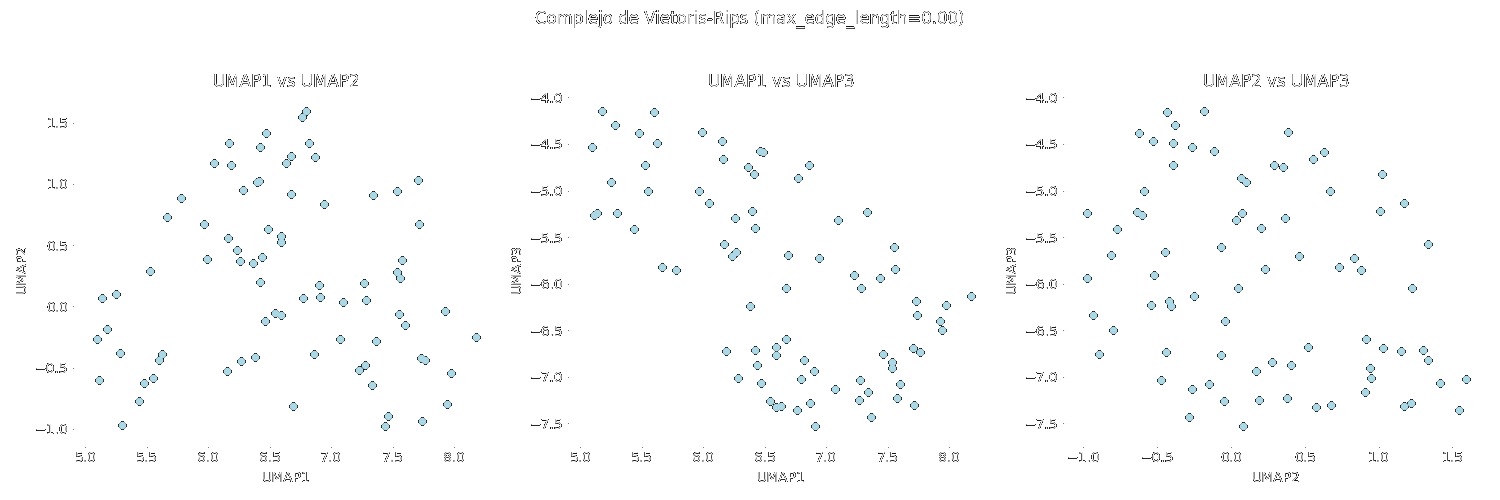 Complejo de Vietoris-Rips (max_edge_length=0.00)
UMAP1 vs UMAP2
UMAP1 vs UMAP3
UMAP2 vs UMAP3
1.5
1.0
0.5
0.0
−0.5
−1.0
UMAP2
5.0 5.5 6.0 6.5 7.0 7.5 8.0
UMAP1
−4.0
−4.5
−5.0
−5.5
−6.0
−6.5
−7.0
−7.5
UMAP3
5.0 5.5 6.0 6.5 7.0 7.5 8.0
UMAP1
−4.0
−4.5
−5.0
−5.5
−6.0
−6.5
−7.0
−7.5
UMAP3
−1.0 −0.5 0.0 0.5 1.0 1.5
UMAP2